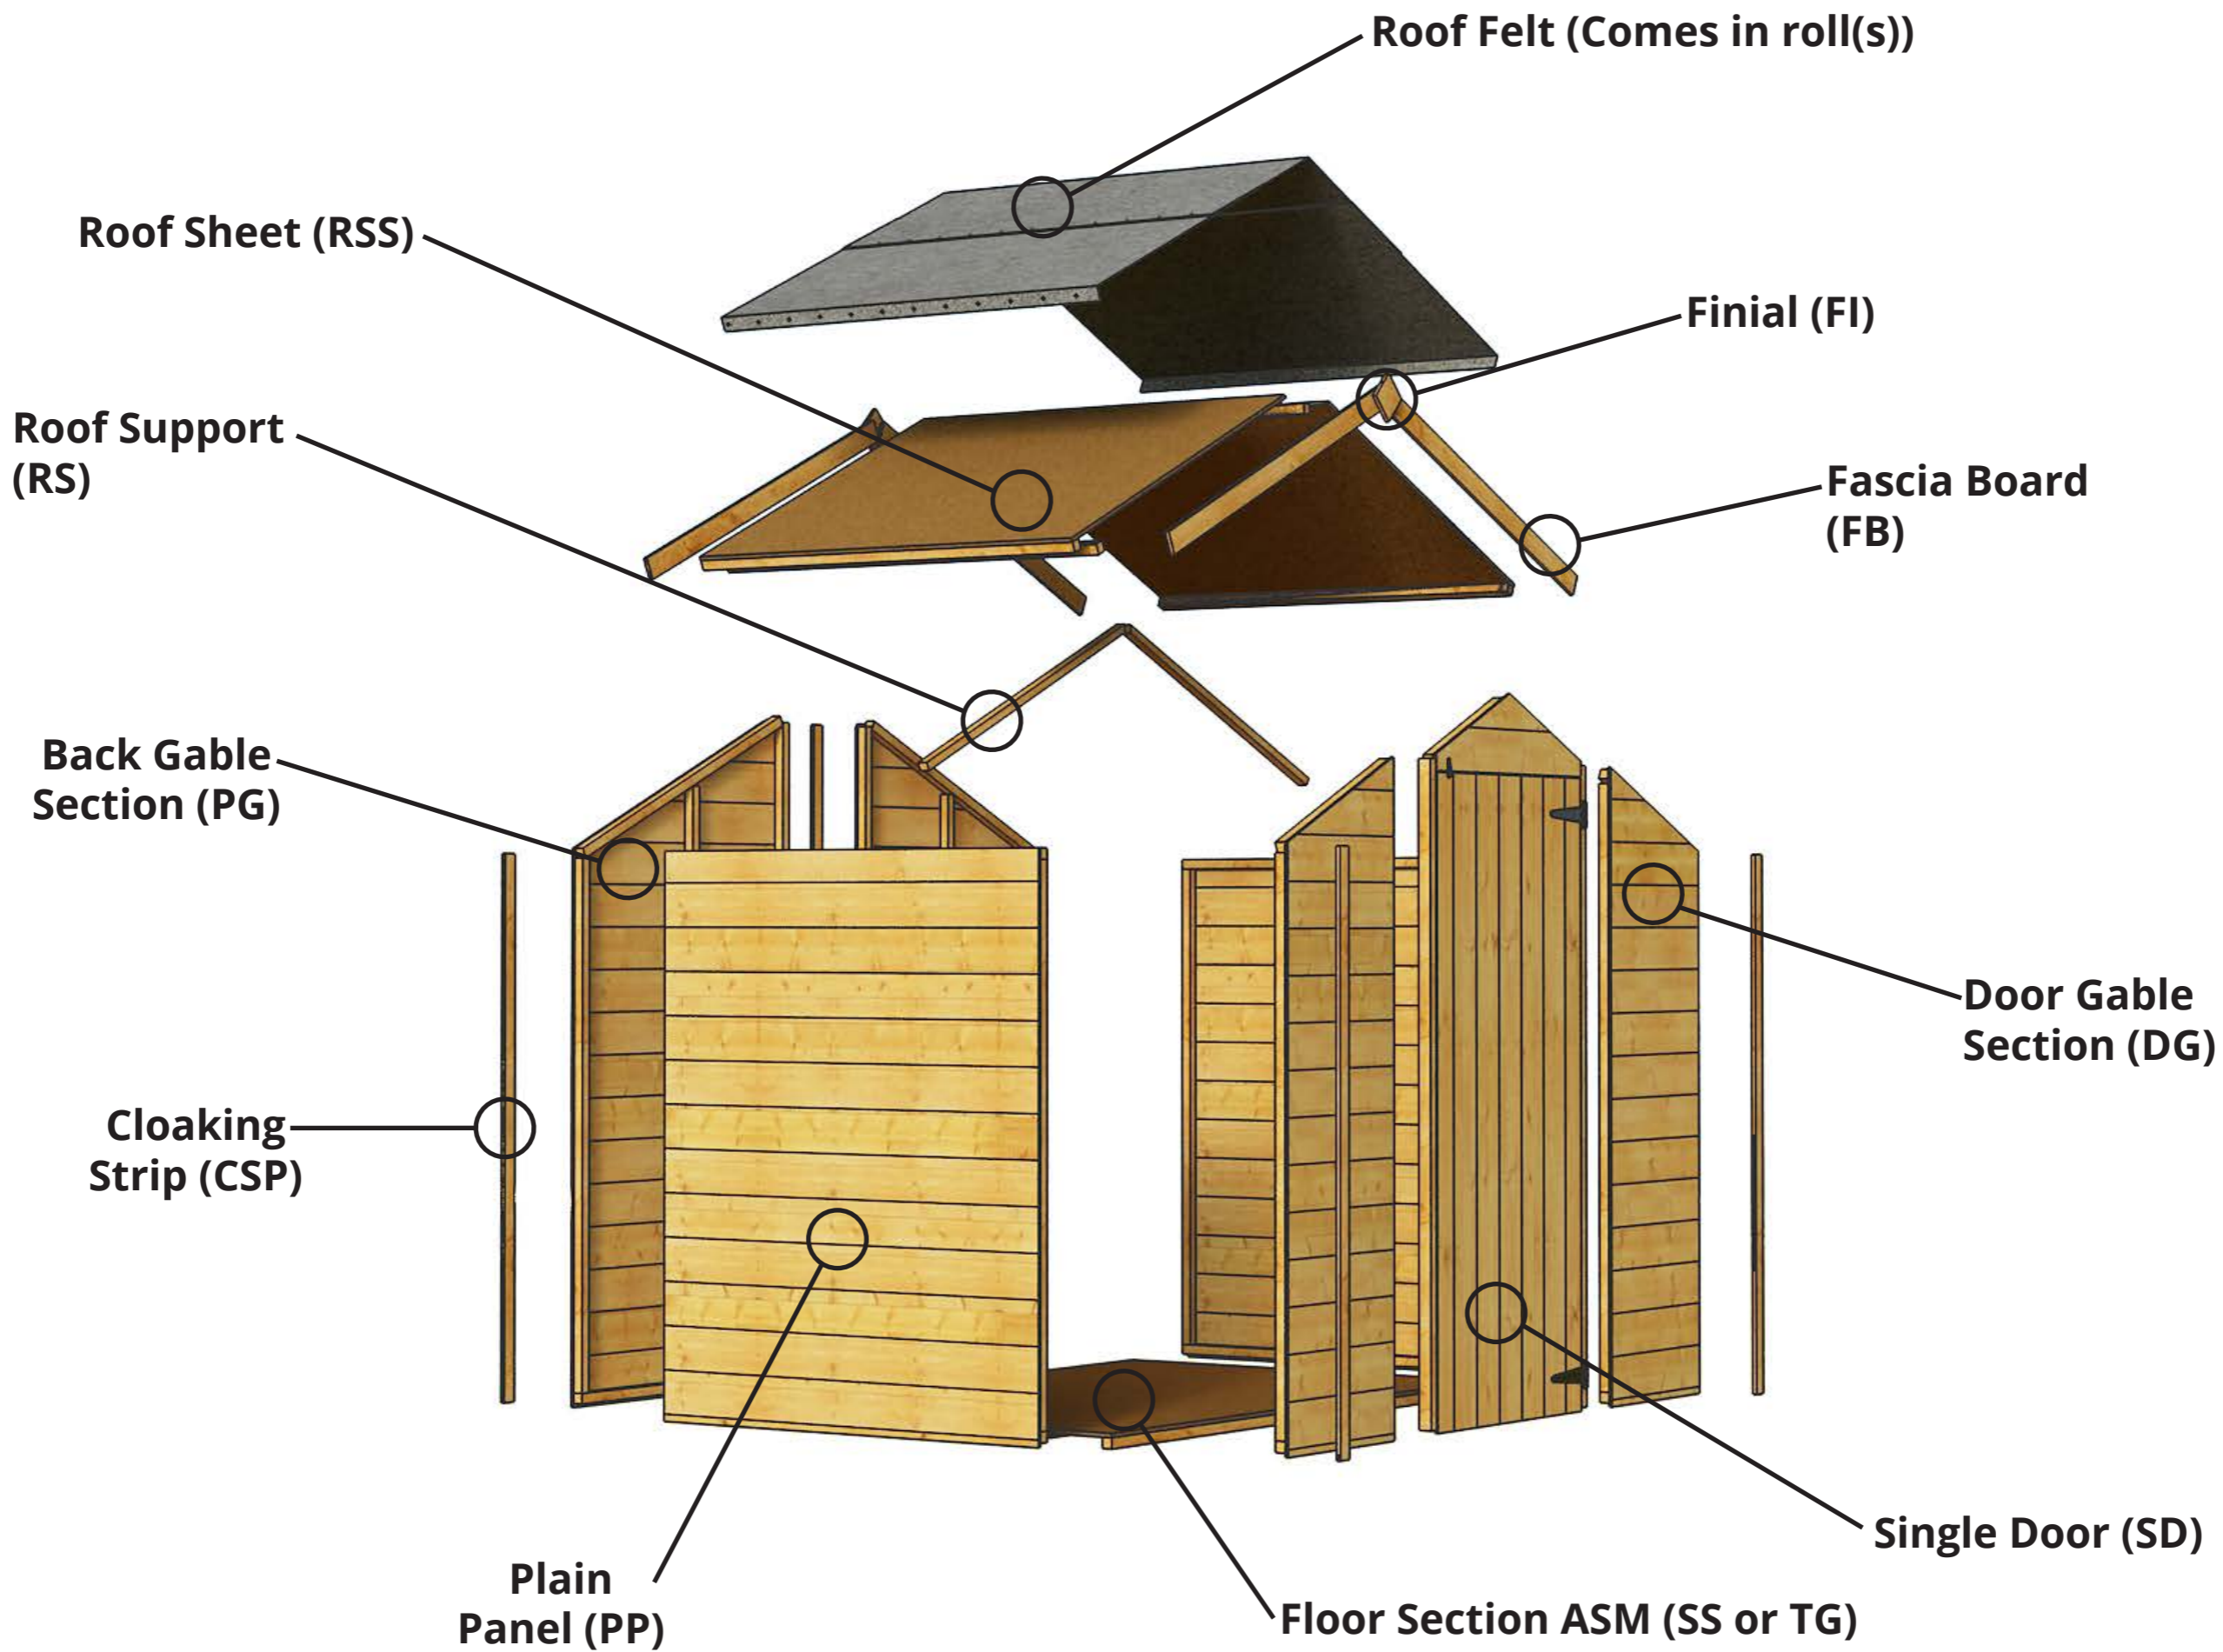 Roof Felt (Comes in roll(s))
Roof Sheet (RSS)
Finial (FI)
Roof Support
(RS)
Fascia Board
(FB)
Back Gable
Section (PG)
Door Gable
Section (DG)
Cloaking
Strip (CSP)
Single Door (SD)
Plain
Panel (PP)
Floor Section ASM (SS or TG)